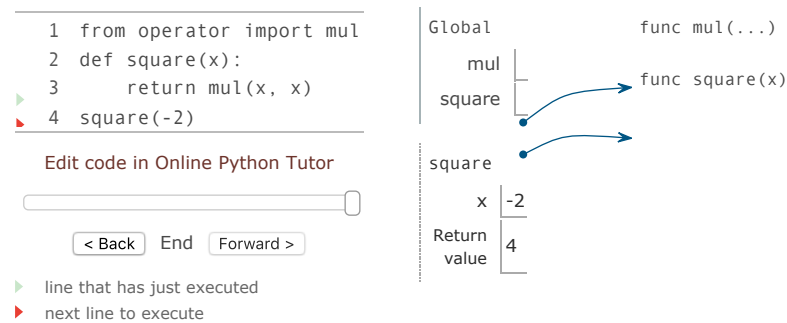 1 from operator import mul
2 def square(x):
3     return mul(x, x)
4 square(-2)
Edit code in Online Python Tutor
< Back End Forward >
line that has just executed
next line to execute
Global
mul
square
func mul(...)
func square(x)
square
x -2
Return
value 4